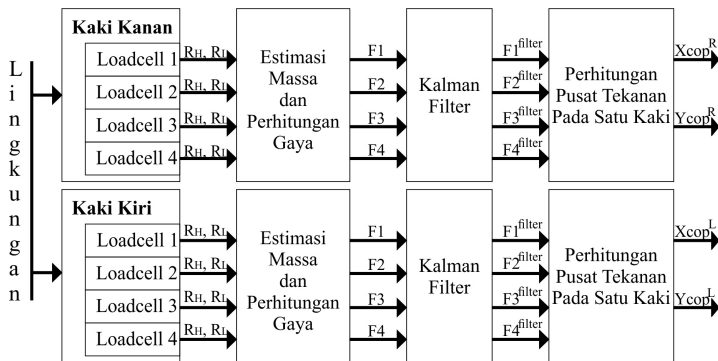 Lingkungan
Kaki Kanan
Loadcell 1
Loadcell 2
Loadcell 3
Loadcell 4
RH, RL
RH, RL
RH, RL
RH, RL
Estimasi
Massa
dan
Perhitungan
Gaya
F1
F2
F3
F4
Kalman
Filter
F1filter
F2filter
F3filter
F4filter
Perhitungan
Pusat Tekanan
Pada Satu Kaki
XcopR
YcopR
Kaki Kiri
Loadcell 1
Loadcell 2
Loadcell 3
Loadcell 4
RH, RL
RH, RL
RH, RL
RH, RL
Estimasi
Massa
dan
Perhitungan
Gaya
F1
F2
F3
F4
Kalman
Filter
F1filter
F2filter
F3filter
F4filter
Perhitungan
Pusat Tekanan
Pada Satu Kaki
XcopL
YcopL